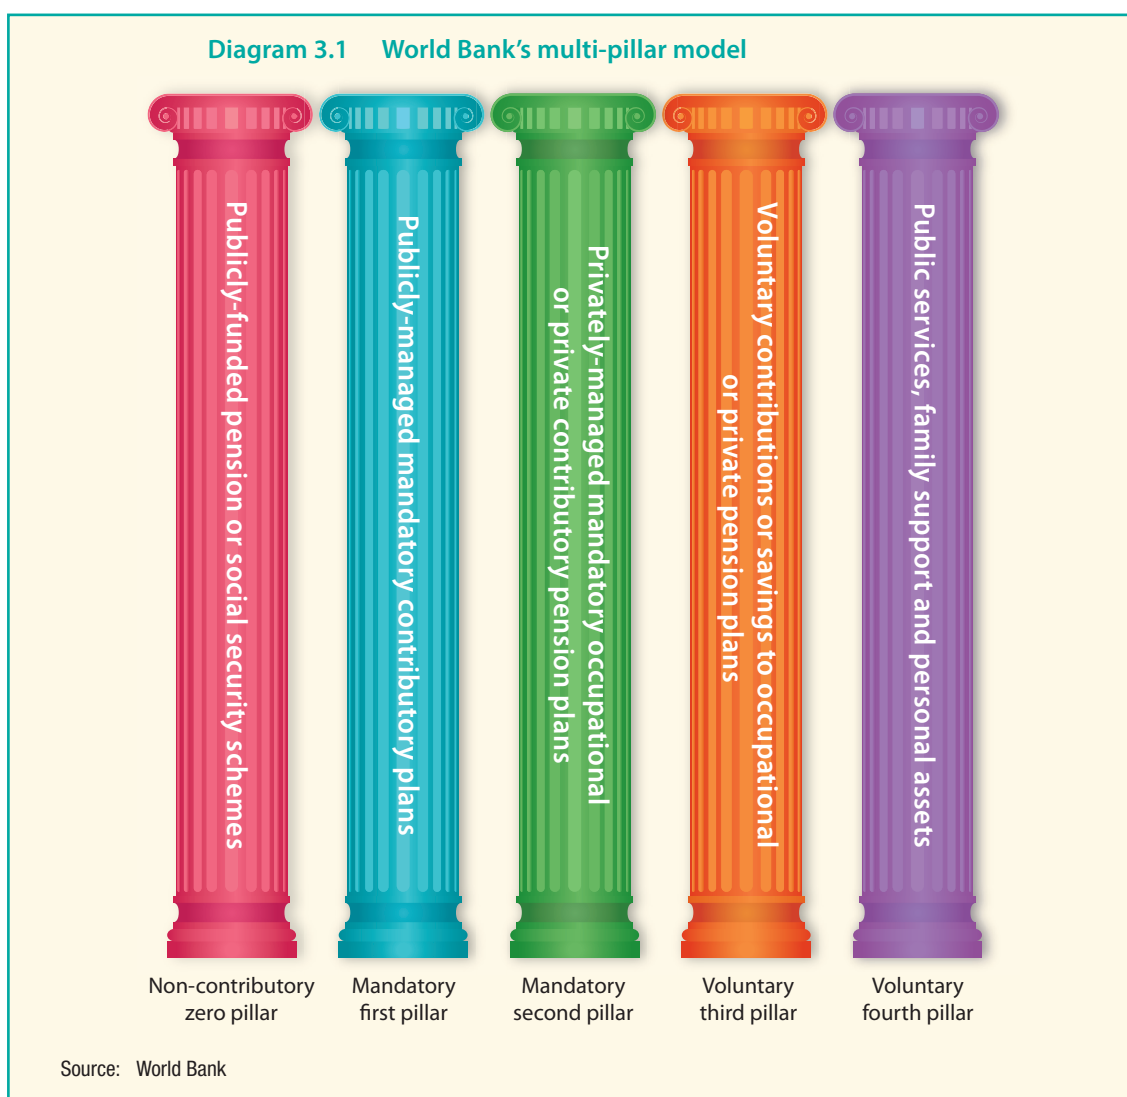 Diagram 3.1 World Bank's multi-pillar model
Publicly-funded pension or social security schemes
Publicly-managed mandatory contributory plans
Privately-managed mandatory occupational
or private contributory pension plans
Voluntary contributions or savings to occupational
or private pension plans
Public services, family support and personal assets
Non-contributory
zero pillar
Mandatory
first pillar
Mandatory
second pillar
Voluntary
third pillar
Voluntary
fourth pillar
Source: World Bank